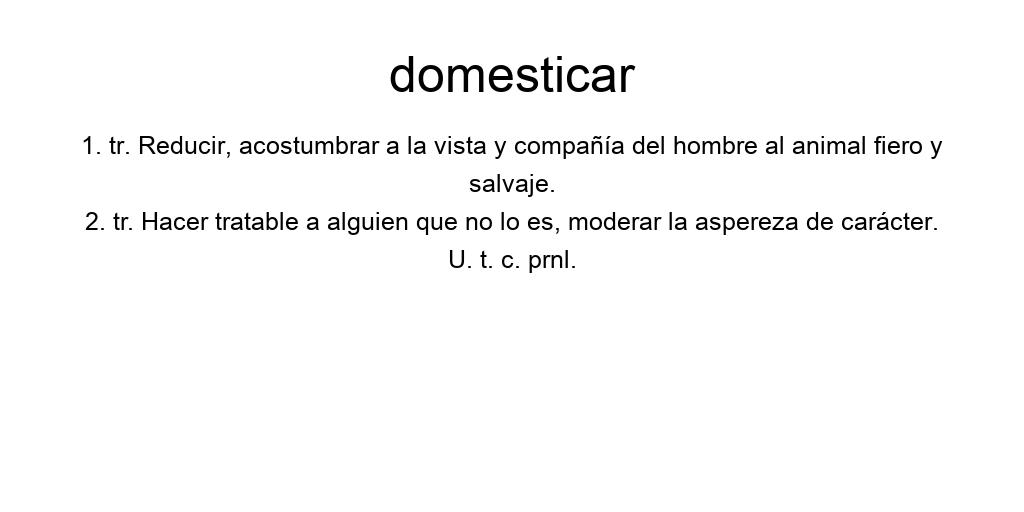 domesticar
1. tr. Reducir, acostumbrar a la vista y compañía del hombre al animal fiero y
salvaje.
2. tr. Hacer tratable a alguien que no lo es, moderar la aspereza de carácter.
U. t. c. prnl.